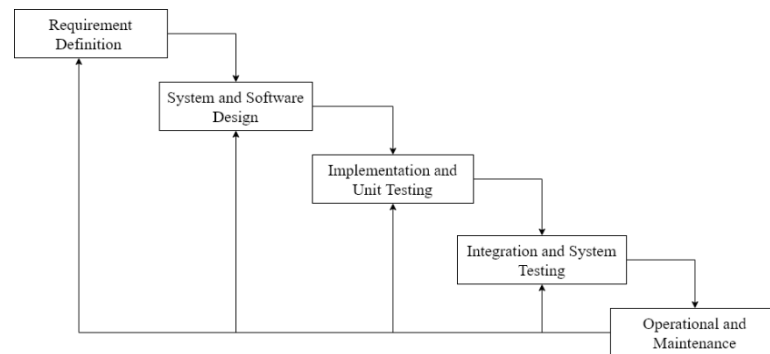 Requirement
Definition
System and Software
Design
Implementation and
Unit Testing
Integration and System
Testing
Operational and
Maintenance